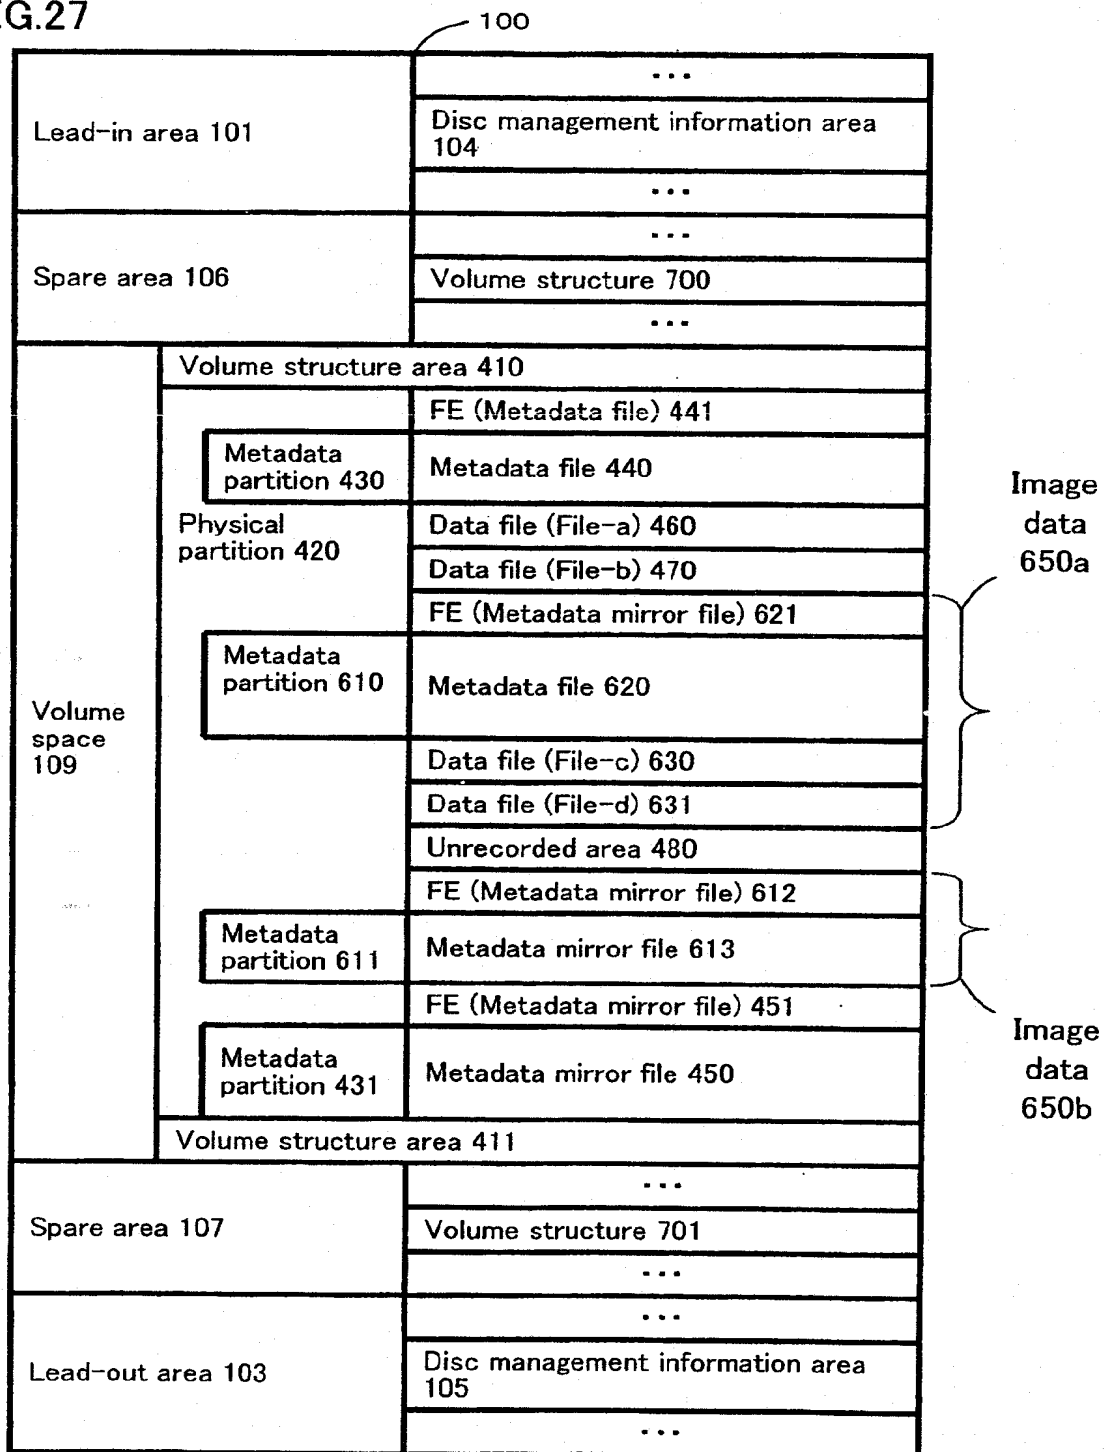 G.27
100
...
Lead-in area 101
Disc management information area
104
...
...
Spare area 106
Volume structure 700
...
Volume structure area 410
FE (Metadata file) 441
Metadata
partition 430
Metadata file 440
Physical
partition 420
Data file (File-a) 460
Data file (File-b) 470
Image
data
650a
FE (Metadata mirror file) 621
Metadata
partition 610
Metadata file 620
Volume
space
109
Data file (File-c) 630
Data file (File-d) 631
Unrecorded area 480
FE (Metadata mirror file) 612
Metadata
partition 611
Metadata mirror file 613
FE (Metadata mirror file) 451
Image
data
650b
Metadata
partition 431
Metadata mirror file 450
Volume structure area 411
...
Spare area 107
Volume structure 701
...
...
Lead-out area 103
Disc management information area
105
...